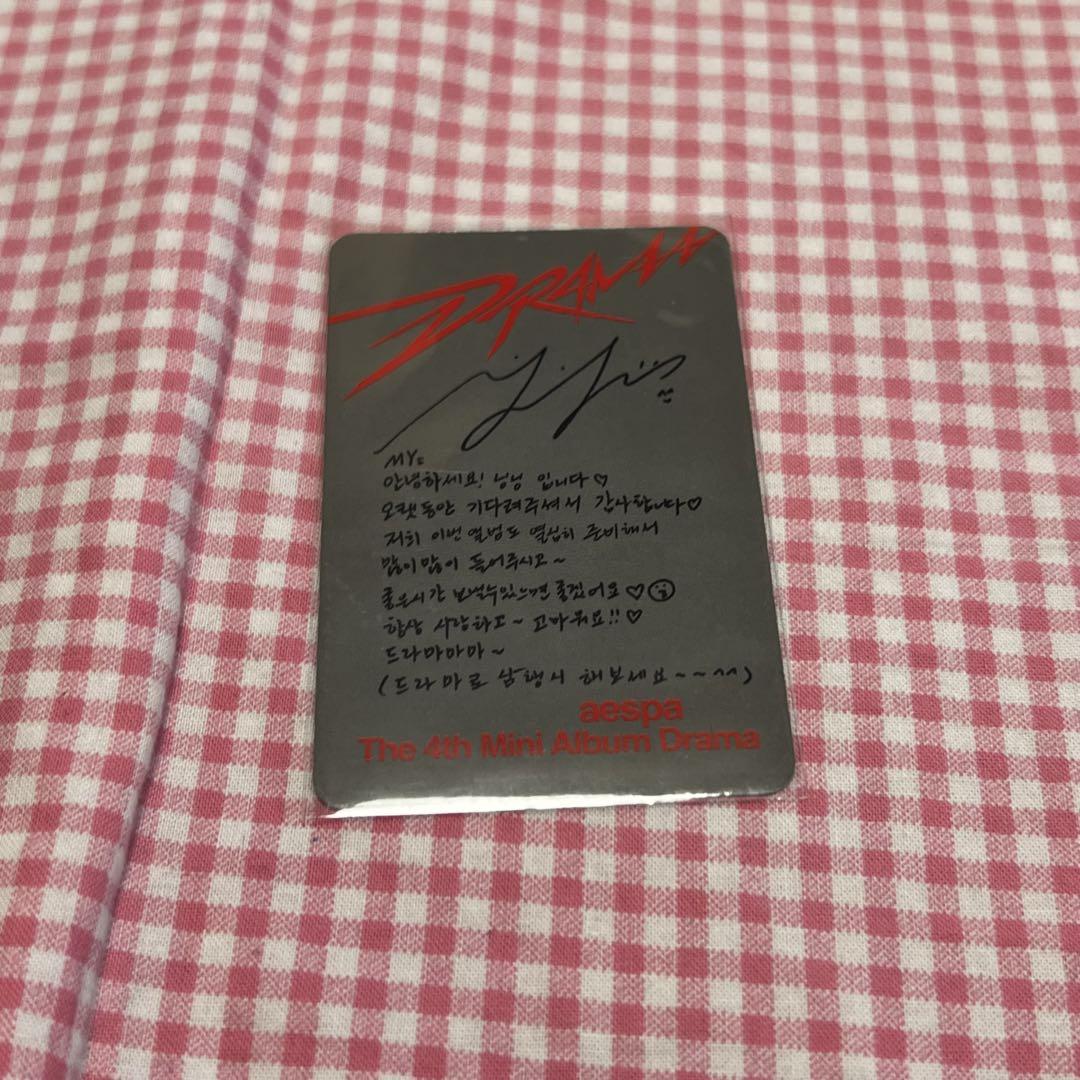 DRAMA
MY:
안녕하세요! 닝닝 입니다♡
오랫동안 기다려주셔서 감사합니다♡
저희 이번 앨범도 열심히 준비해서
많이많이 들어주시고~
좋은시간 보낼수있으면 좋겠어요♡
항상 사랑하고~ 고마워요!!♡
드라마마마~
(드라마로 삼행시 해보세요~~^^)
aespa
The 4th Mini Album Drama